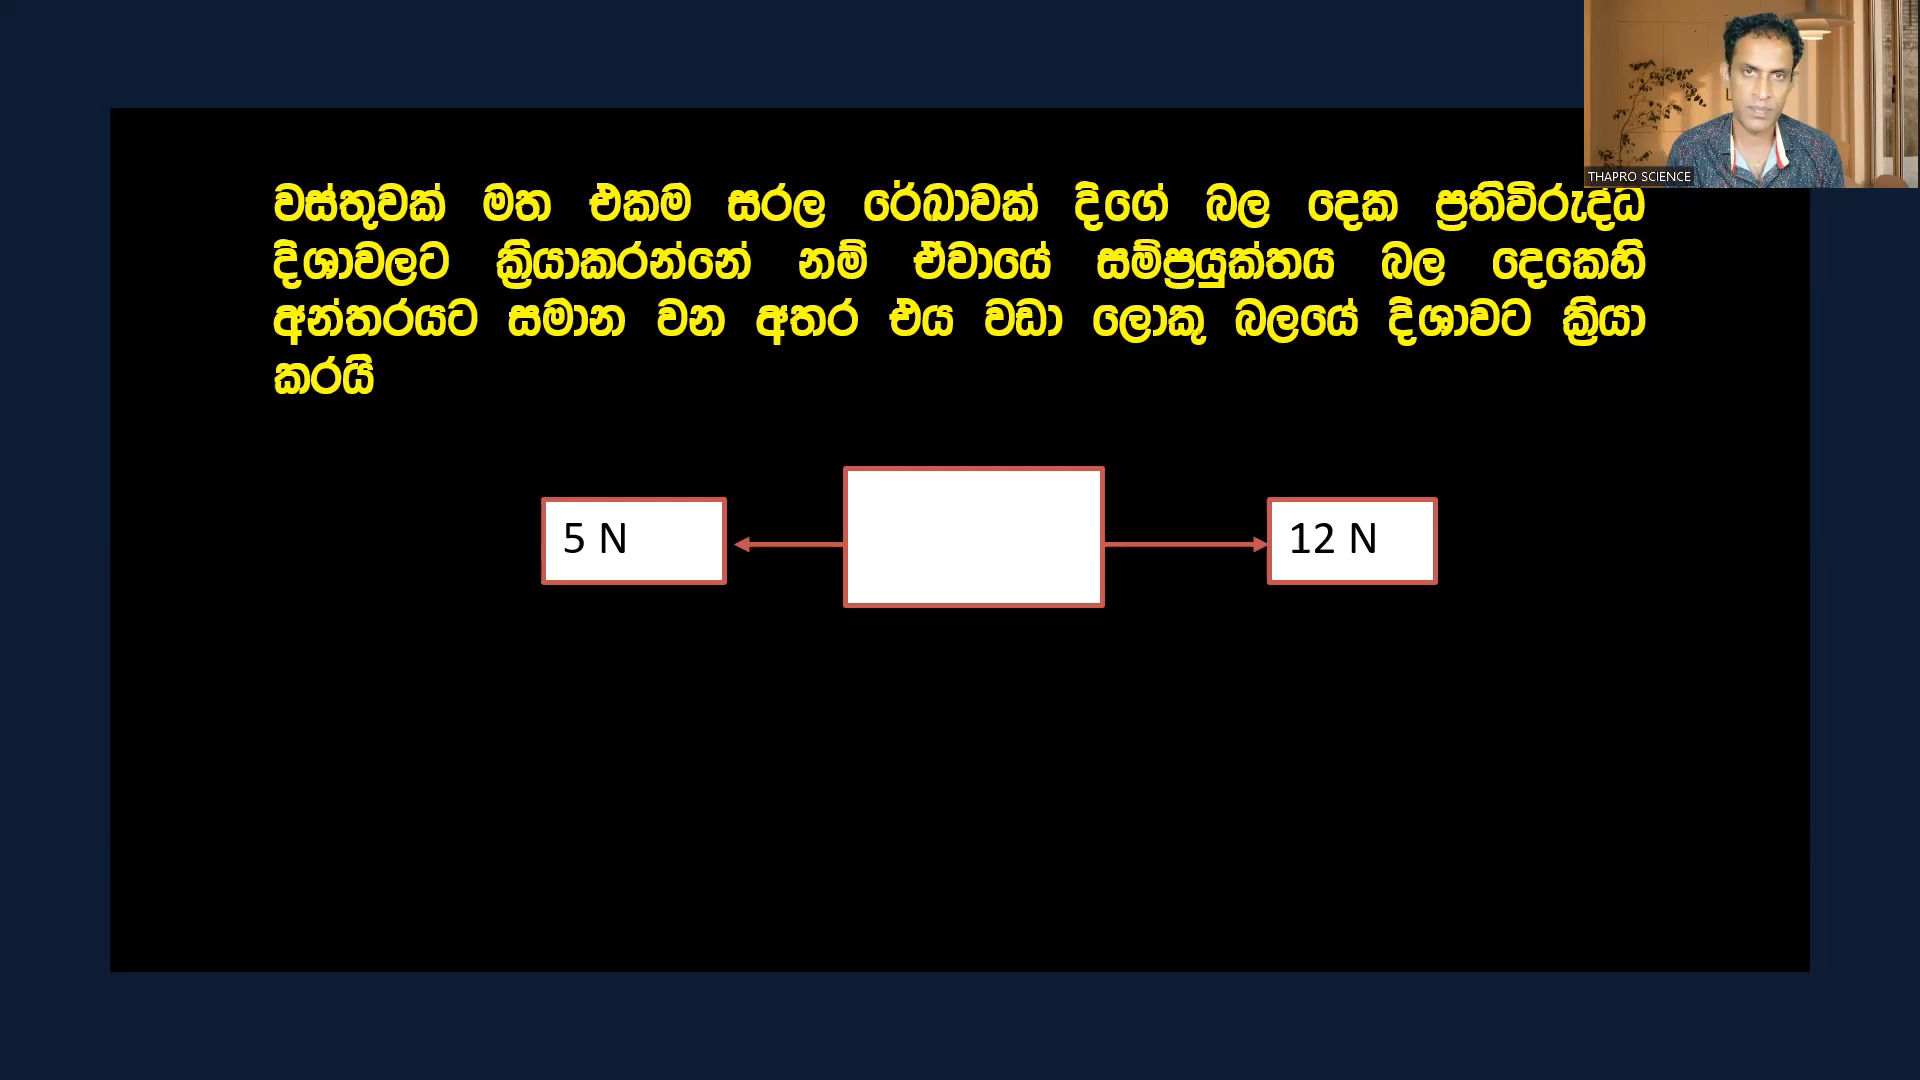 THAPRO SCIENCE
වස්තුවක් මත එකම සරල රේඛාවක් දිගේ බල දෙක ප්‍රතිවිරුද්ධ
දිශාවලට ක්‍රියාකරන්නේ නම් ඒවායේ සම්ප්‍රයුක්තය බල දෙකෙහි
අන්තරයට සමාන වන අතර එය වඩා ලොකු බලයේ දිශාවට ක්‍රියා
කරයි
5 N
12 N